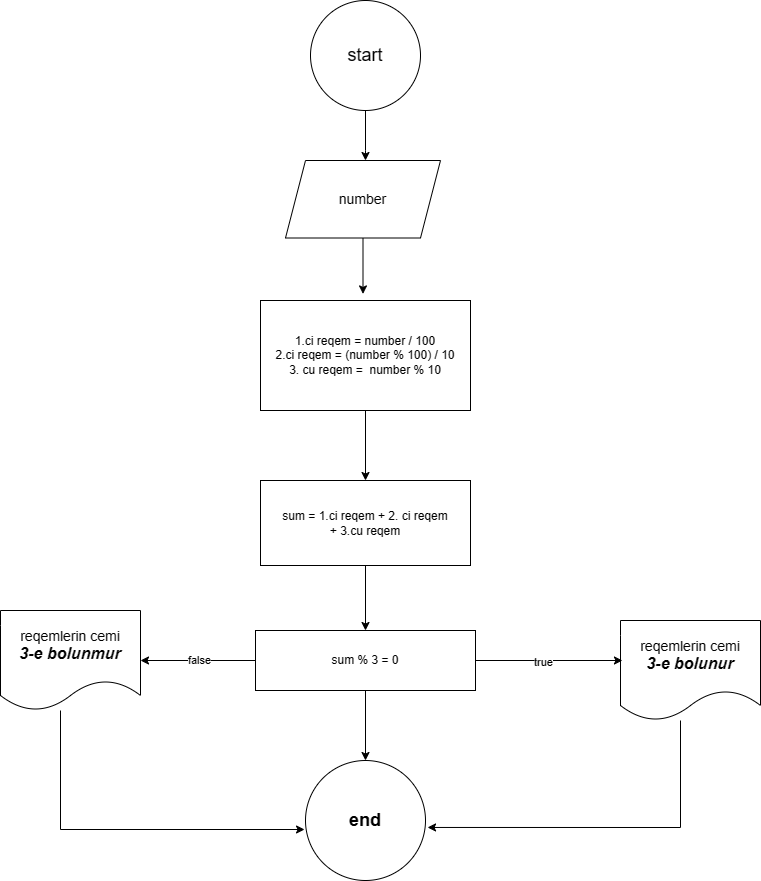 start
number
1.ci reqem = number / 100
2.ci reqem = (number % 100) / 10
3. cu reqem = number % 10
sum = 1.ci reqem + 2. ci reqem
+ 3.cu reqem
reqemlerin cemi
3-e bolunmur
false
sum % 3 = 0
true
reqemlerin cemi
3-e bolunur
end